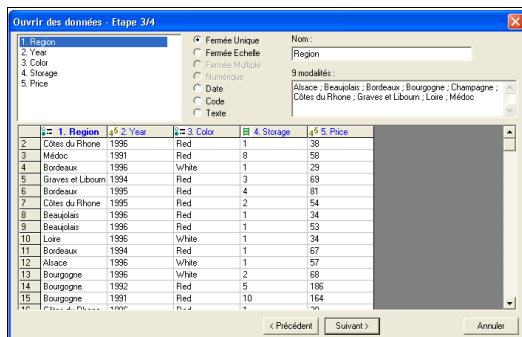 Ouvrir des données - Etape 3/4
1. Region
2. Year
3. Color
4. Storage
5. Price
Fermée Unique
Fermée Echelle
Fermée Multiple
Numérique
Date
Code
Texte
Nom :
Region
9 modalités :
Alsace ; Beaujolais ; Bordeaux ; Bourgogne ; Champagne ;
Côtes du Rhone ; Graves et Libourn ; Loire ; Médoc
1. Region 2. Year 3. Color 4. Storage 5. Price
2 Côtes du Rhone 1996 Red 1 38
3 Médoc 1991 Red 8 58
4 Bordeaux 1996 White 1 29
5 Graves et Libourn 1994 Red 3 69
6 Bordeaux 1995 Red 4 81
7 Côtes du Rhone 1995 Red 2 54
8 Beaujolais 1996 Red 1 34
9 Beaujolais 1996 Red 1 53
10 Loire 1996 White 1 34
11 Bordeaux 1994 Red 1 67
12 Alsace 1996 White 1 57
13 Bourgogne 1996 White 2 68
14 Bourgogne 1992 Red 5 186
15 Bourgogne 1991 Red 10 164
< Précédent Suivant > Annuler